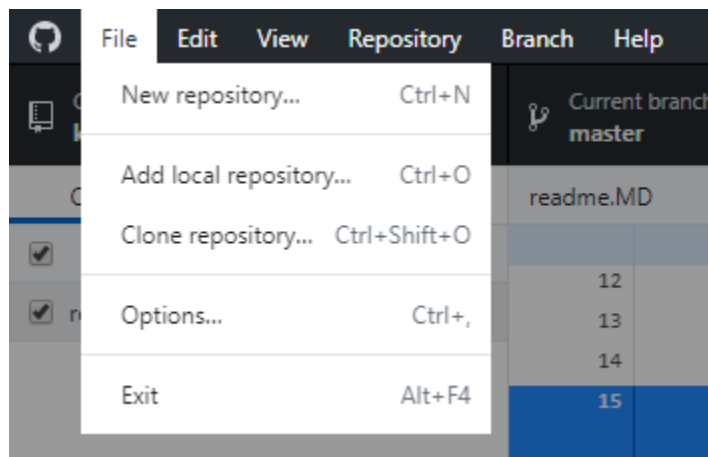 File Edit View Repository Branch Help
New repository... Ctrl+N
Current branch
master
Add local repository... Ctrl+O
readme.MD
Clone repository... Ctrl+Shift+O
12
Options... Ctrl+,
13
14
Exit Alt+F4
15